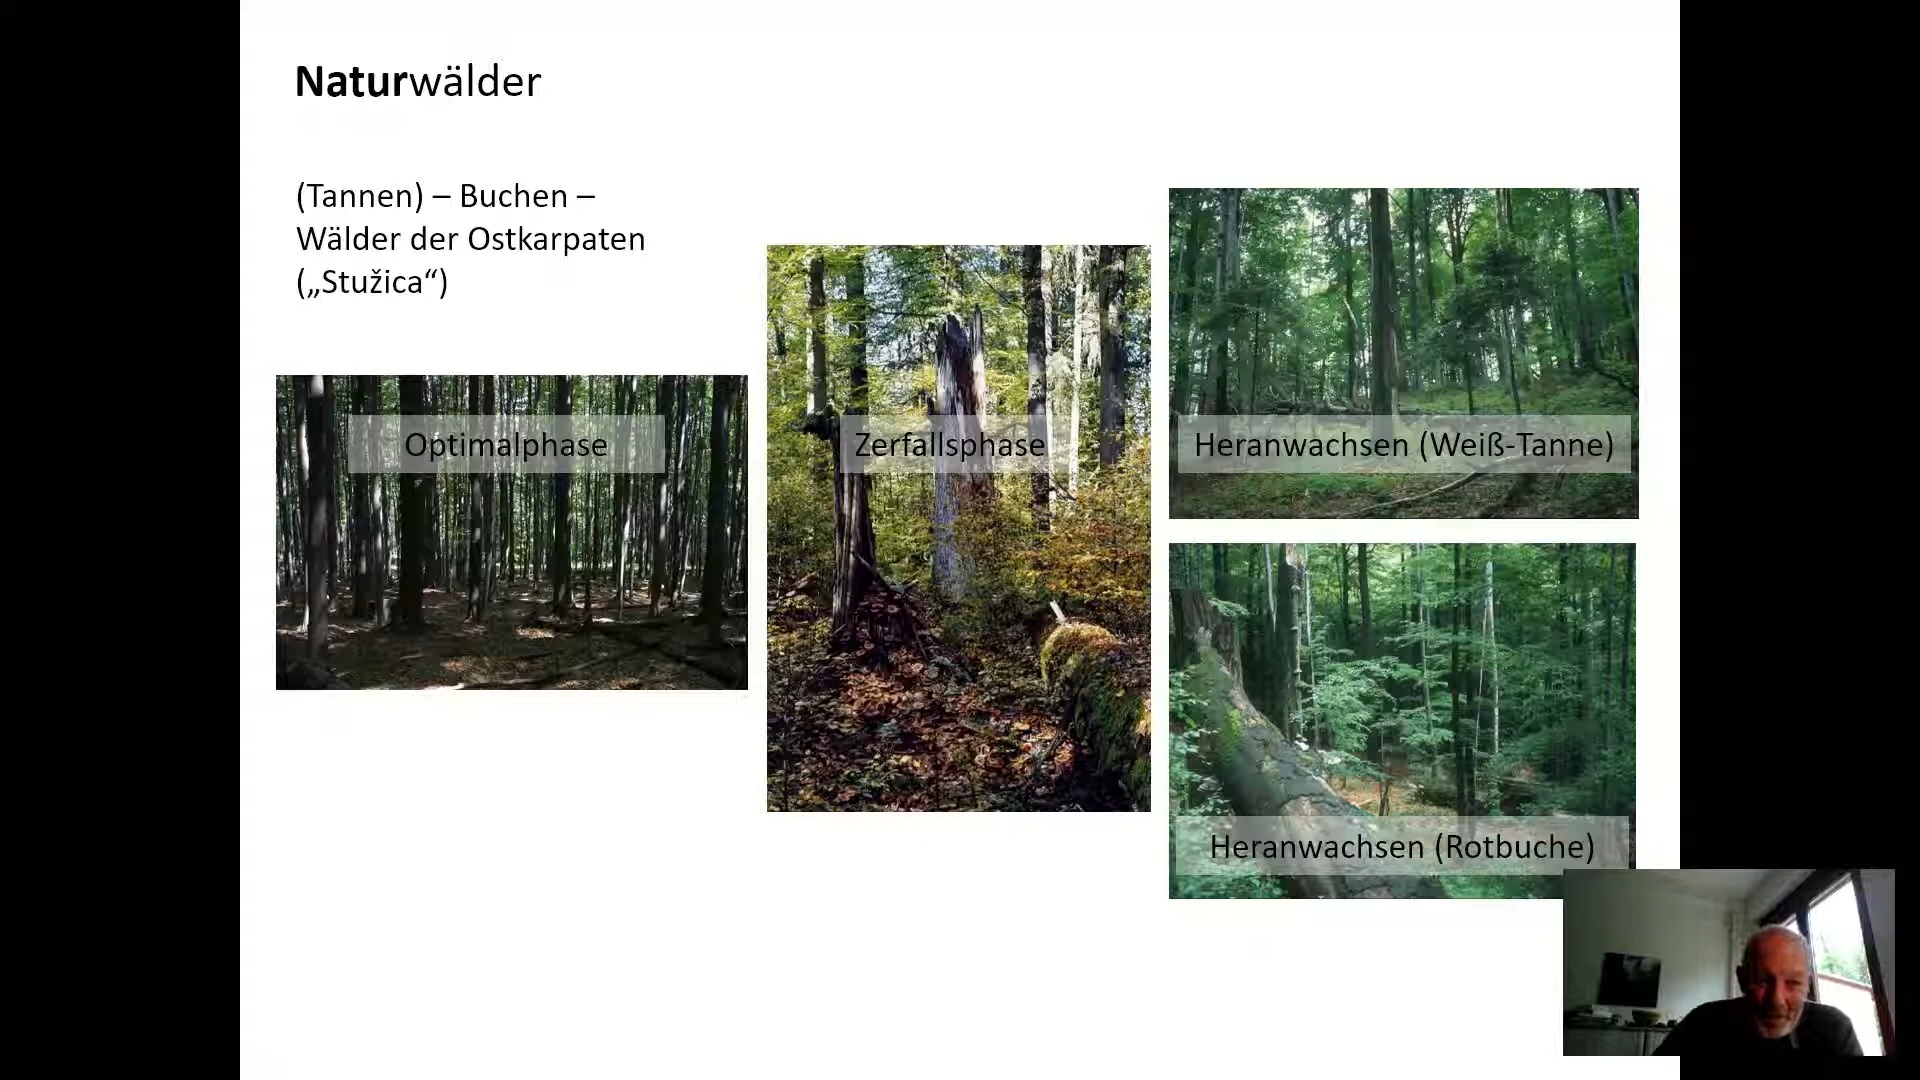 Naturwälder
(Tannen) – Buchen –
Wälder der Ostkarpaten
(„Stužica“)
Optimalphase
Zerfallsphase
Heranwachsen (Weiß-Tanne)
Heranwachsen (Rotbuche)